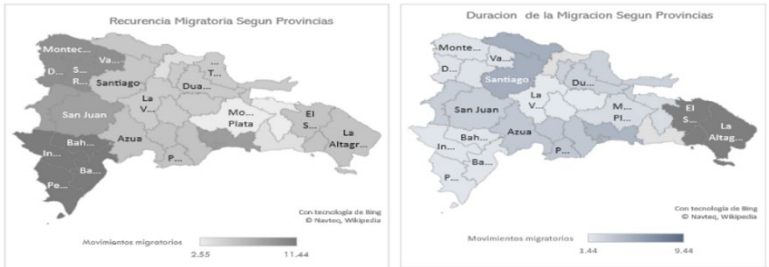 Recurencia Migratoria Segun Provincias
Montec...
Va...
D...
S...
R...
T...
Santiago
Dua...
La
V...
San Juan
Mo...
Plata
El
S...
Azua
La
Altagr...
Bah...
In...
P...
Ba...
Pe...
Con tecnología de Bing
© Navteq, Wikipedia
Movimientos migratorios
2.55
11.44
Duracion de la Migracion Segun Provincias
Monte...
Va...
D...
Santiago
Du...
La
V...
San Juan
M...
Pl...
El
S...
Azua
La
Altag...
Bah...
In...
P...
Ba...
P...
Con tecnología de Bing
© Navteq, Wikipedia
Movimientos migratorios
9.44